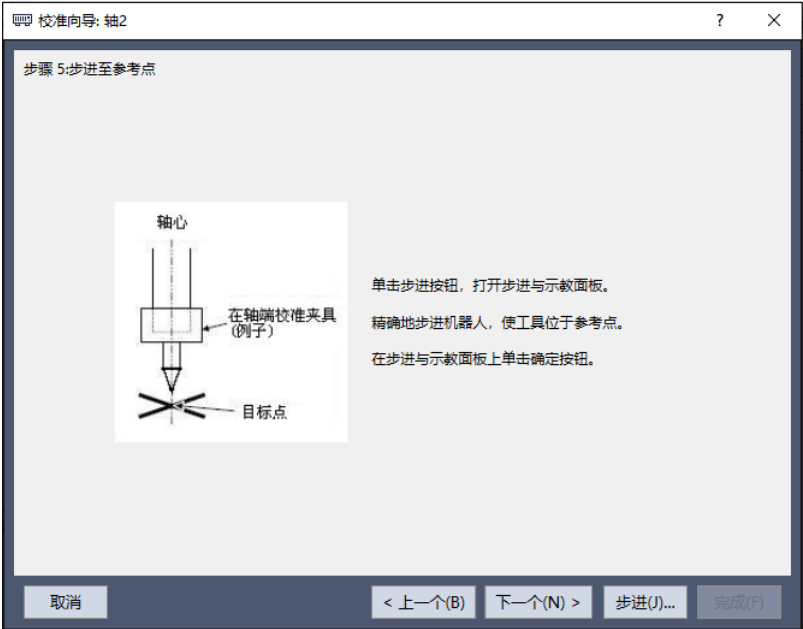 校准向导: 轴2
?
步骤 5:步进至参考点
轴心
在轴端校准夹具
(例子)
目标点
单击步进按钮，打开步进与示教面板。
精确地步进机器人，使工具位于参考点。
在步进与示教面板上单击确定按钮。
取消
< 上一个(B)
下一个(N) >
步进(J)...
完成(F)